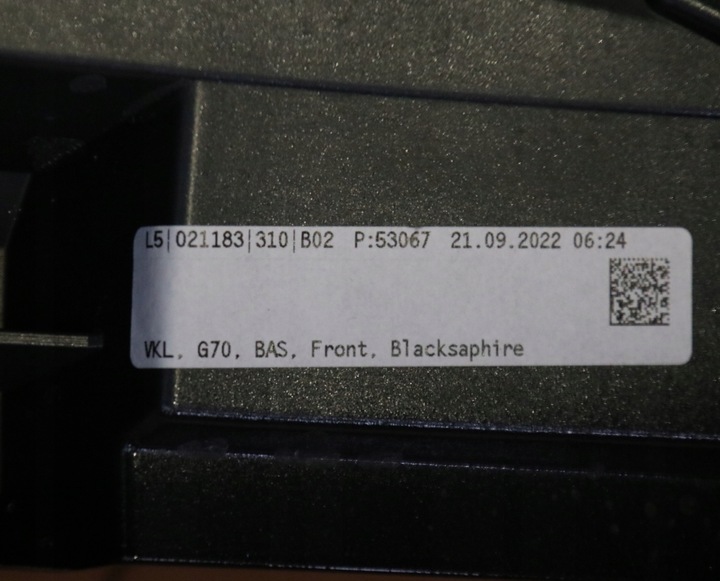 L5|021183|310|B02 P:53067 21.09.2022 06:24
VKL, G70, BAS, Front, Blacksaphire